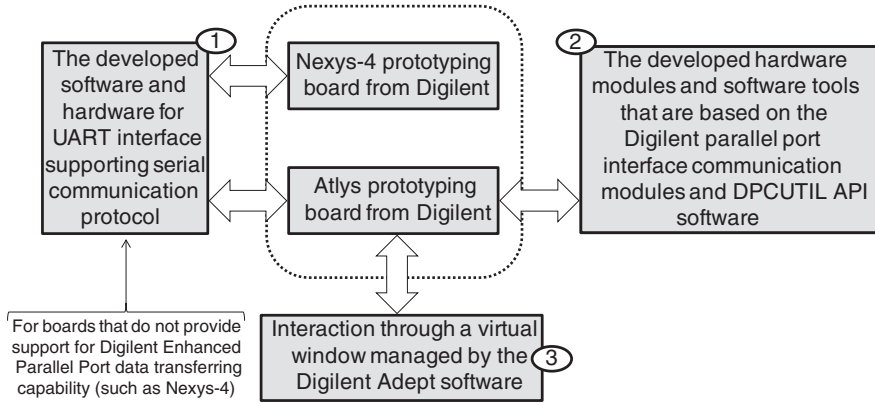 1
The developed
software and
hardware for
UART interface
supporting serial
communication
protocol
Nexys-4 prototyping
board from Digilent
Atlys prototyping
board from Digilent
2
The developed hardware
modules and software tools
that are based on the
Digilent parallel port
interface communication
modules and DPCUTIL API
software
For boards that do not provide
support for Digilent Enhanced
Parallel Port data transferring
capability (such as Nexys-4)
Interaction through a virtual
window managed by the
Digilent Adept software
3